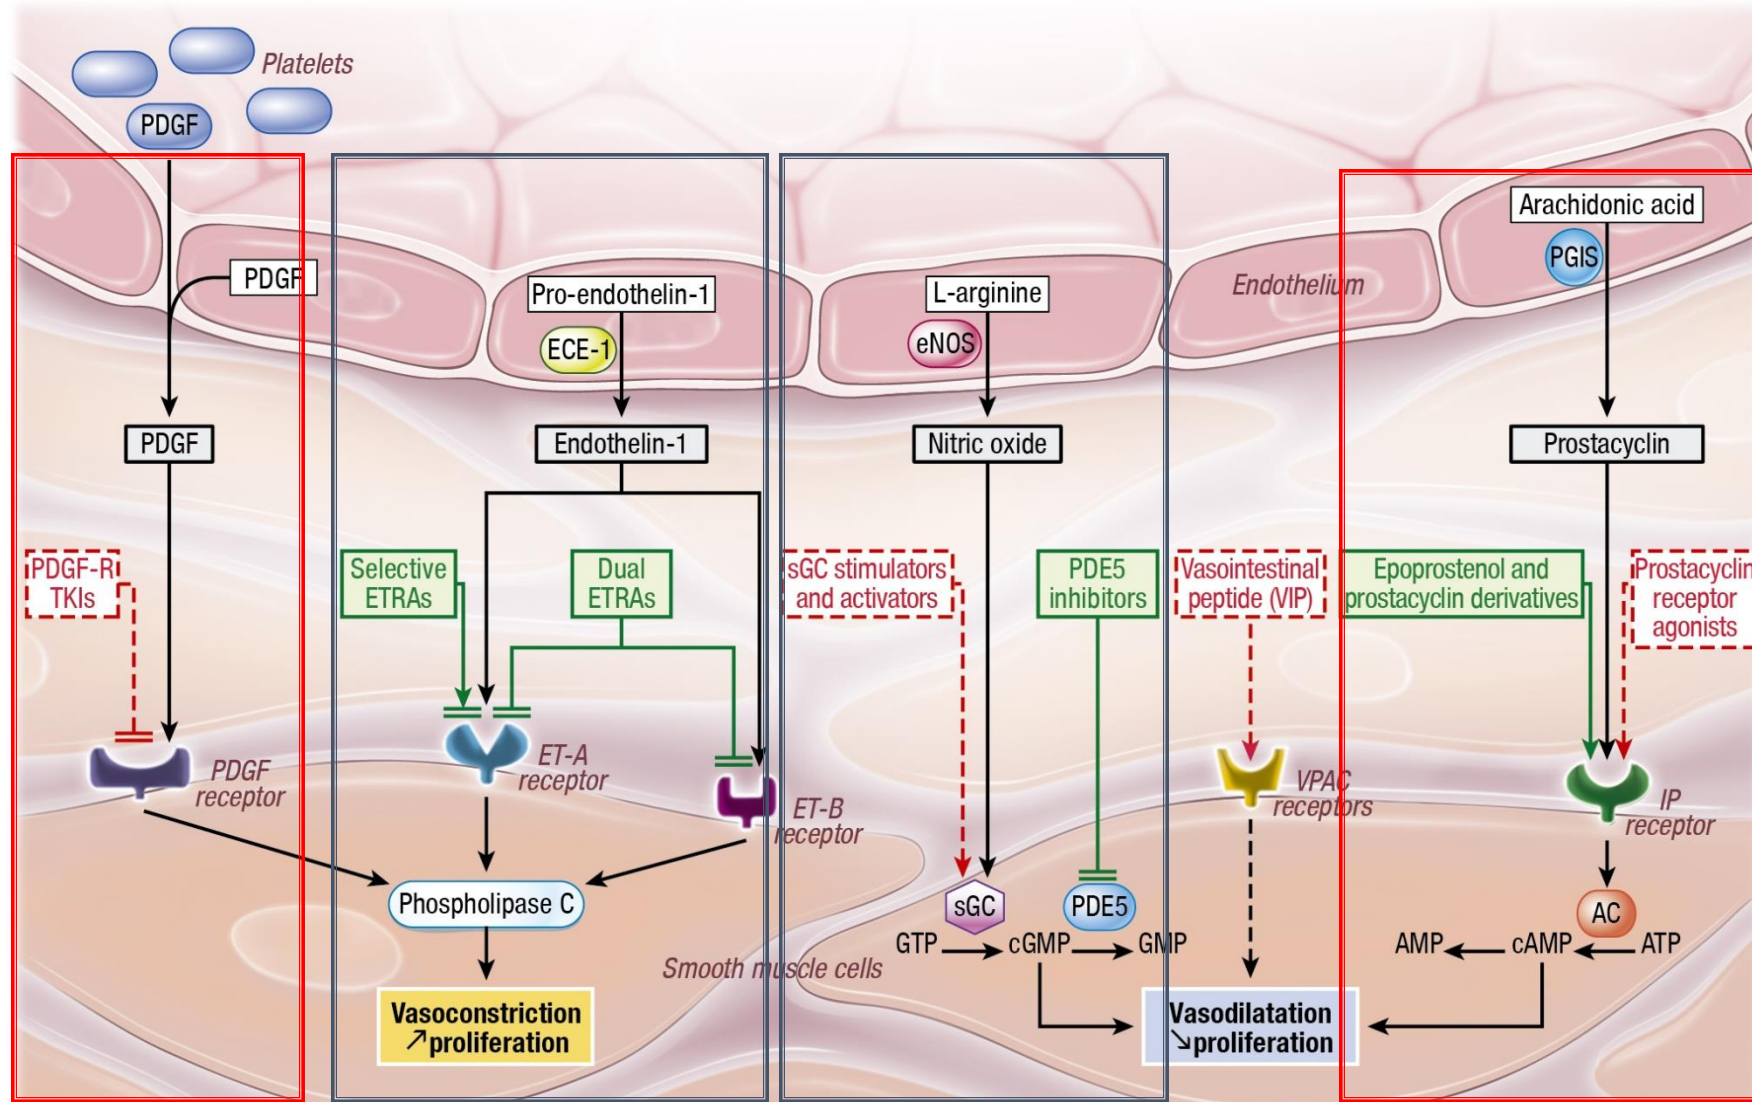 Platelets
PDGF
Arachidonic acid
PGIS
PDGF
Pro-endothelin-1
ECE-1
L-arginine
eNOS
Endothelium
PDGF
Endothelin-1
Nitric oxide
Prostacyclin
PDGF-R
TKIs
Selective
ETRAs
Dual
ETRAs
sGC stimulators
and activators
PDE5
inhibitors
Vasointestinal
peptide (VIP)
Epoprostenol and
prostacyclin derivatives
Prostacyclin
receptor
agonists
PDGF
receptor
ET-A
receptor
ET-B
receptor
VPAC
receptors
IP
receptor
Phospholipase C
sGC
PDE5
AC
GTP
cGMP
GMP
AMP
cAMP
ATP
Smooth muscle cells
Vasoconstriction
↗proliferation
Vasodilatation
↘proliferation